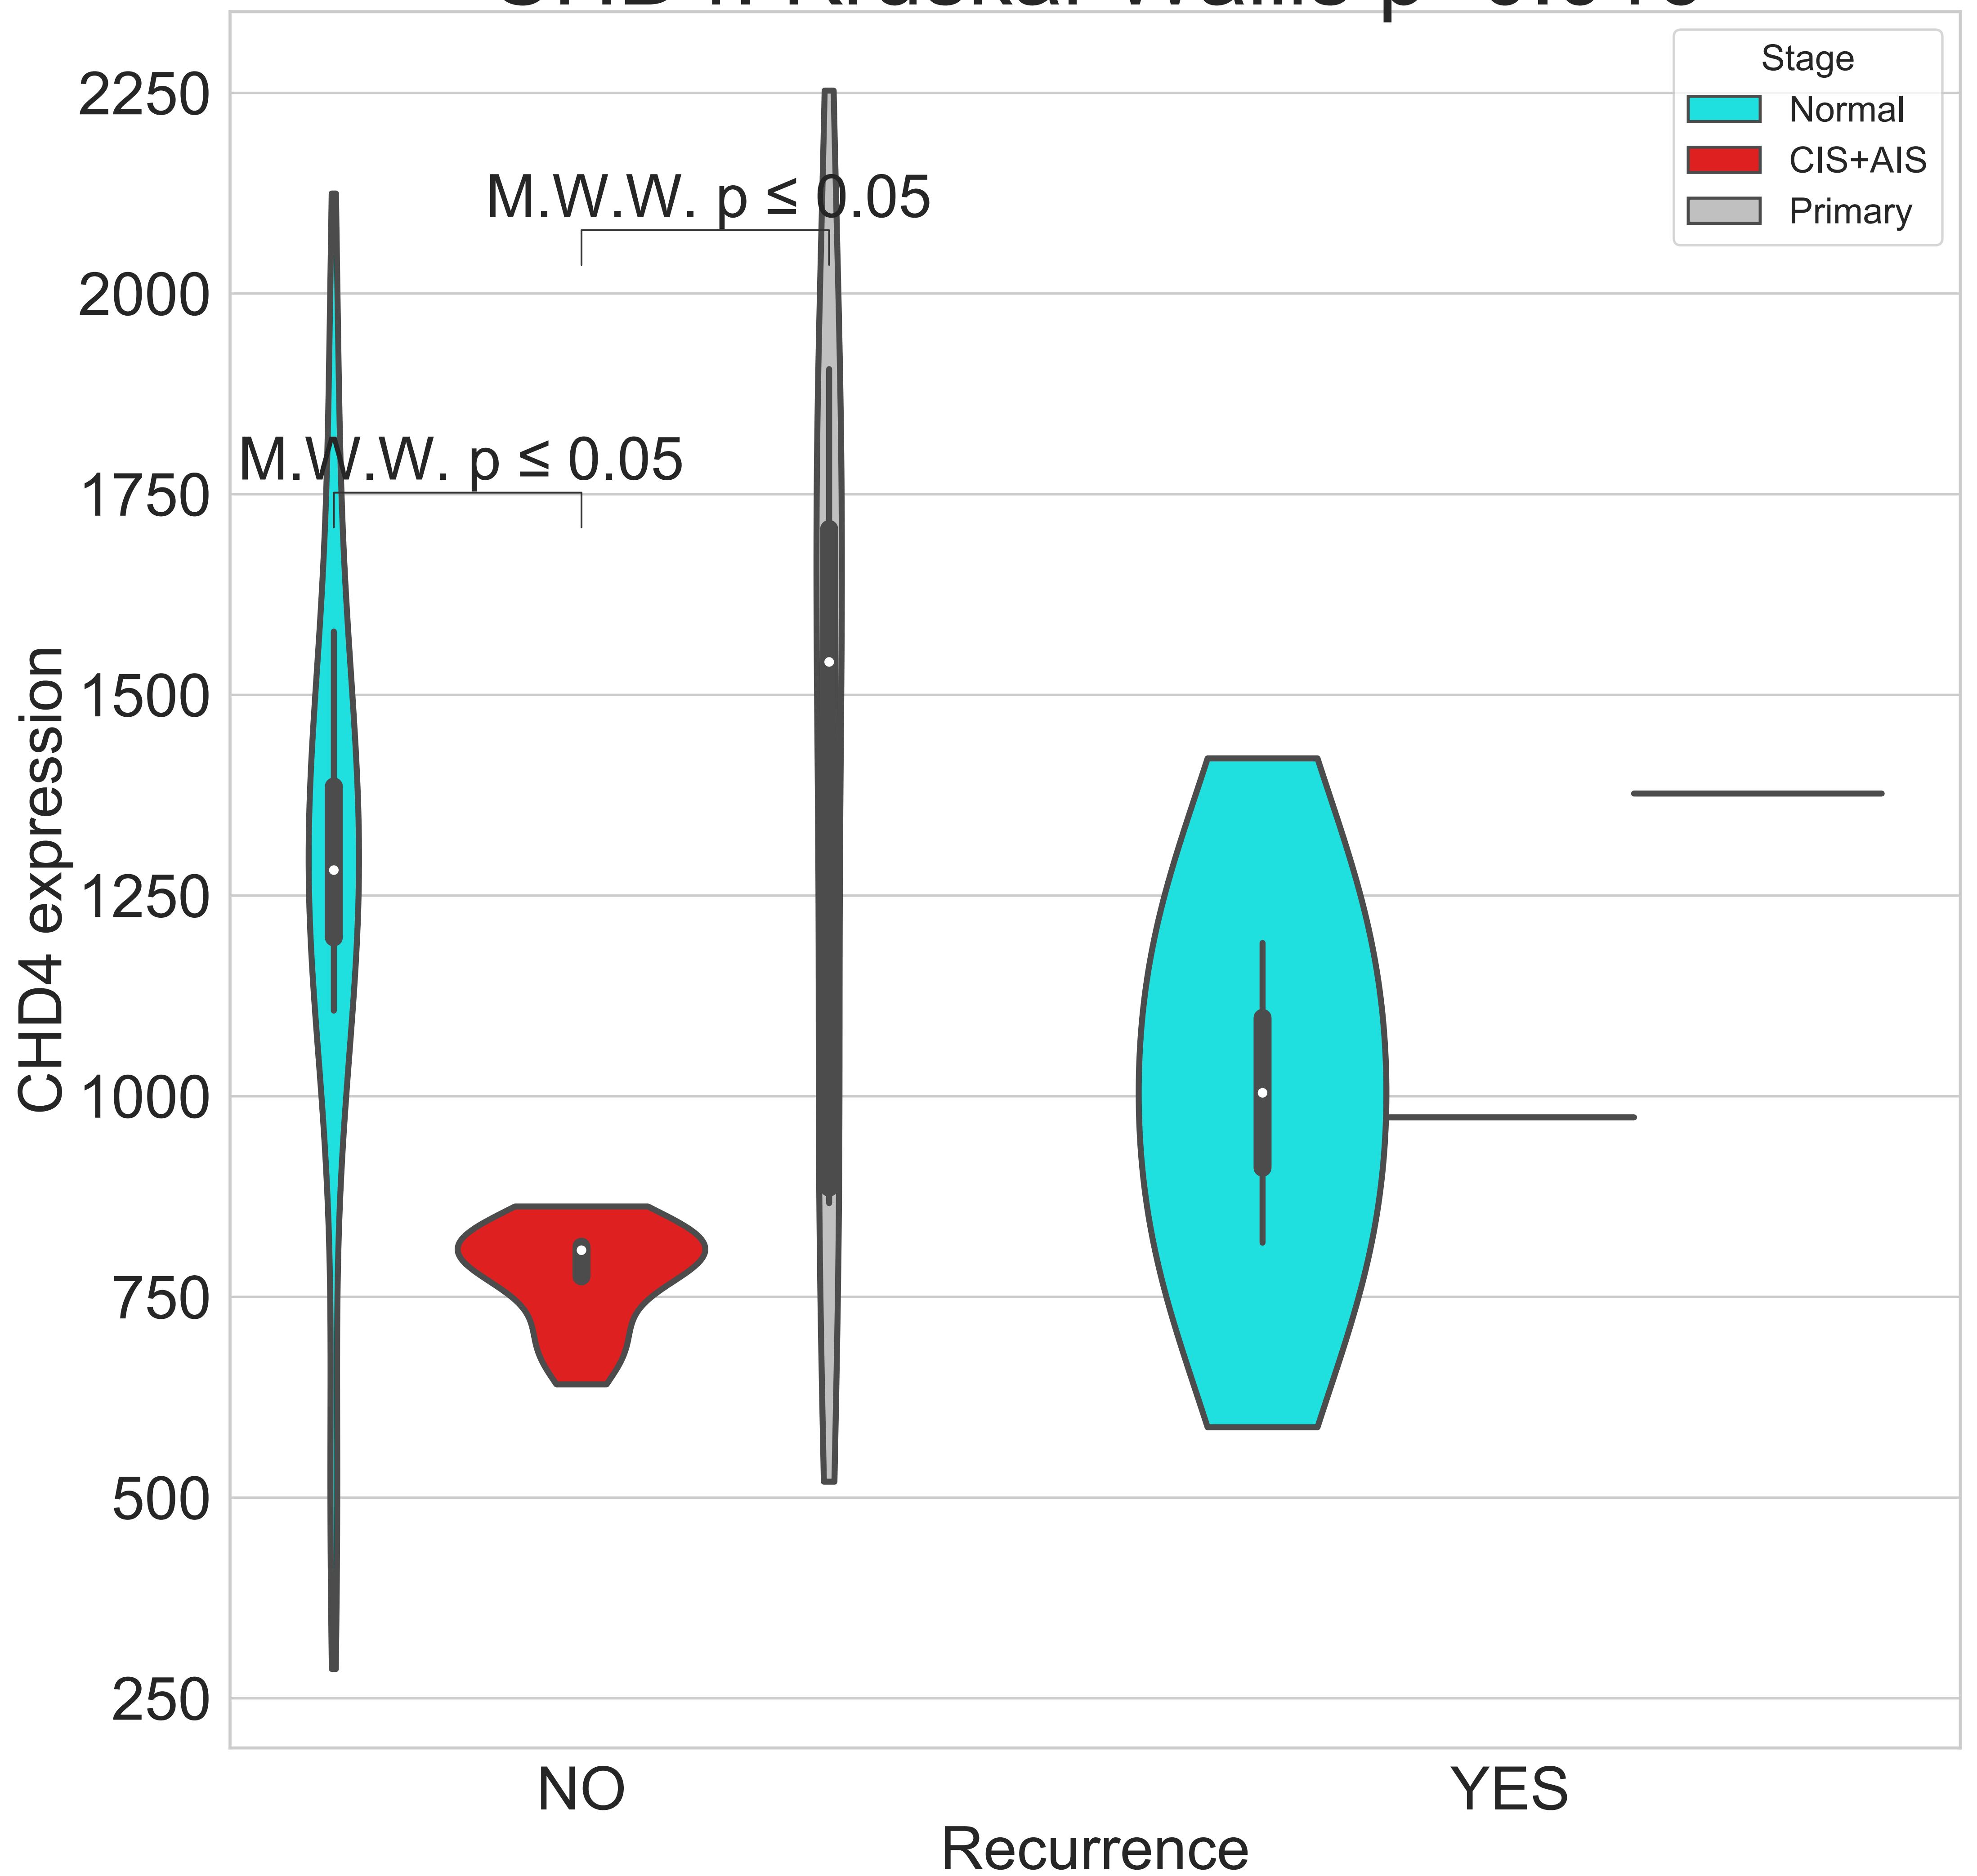 Stage
Normal
CIS+AIS
Primary
M.W.W. p ≤ 0.05
M.W.W. p ≤ 0.05
CHD4 expression
2250
2000
1750
1500
1250
1000
750
500
250
NO
YES
Recurrence